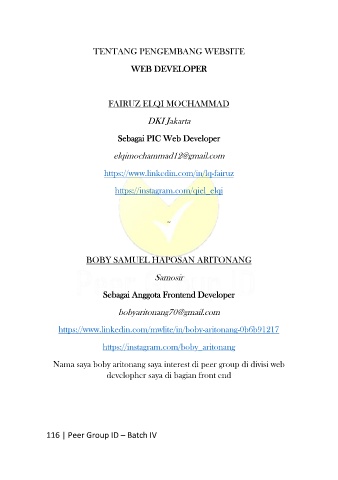 TENTANG PENGEMBANG WEBSITE
WEB DEVELOPER
FAIRUZ ELQI MOCHAMMAD
DKI Jakarta
Sebagai PIC Web Developer
elqimochammad12@gmail.com
https://www.linkedin.com/in/lq-fairuz
https://instagram.com/qiel_elqi
-
BOBY SAMUEL HAPOSAN ARITONANG
Samosir
Sebagai Anggota Frontend Developer
bobyaritonang70@gmail.com
https://www.linkedin.com/mwlite/in/boby-aritonang-0b6b91217
https://instagram.com/boby_aritonang
Nama saya boby aritonang saya interest di peer group di divisi web
developher saya di bagian front end
116 | Peer Group ID – Batch IV